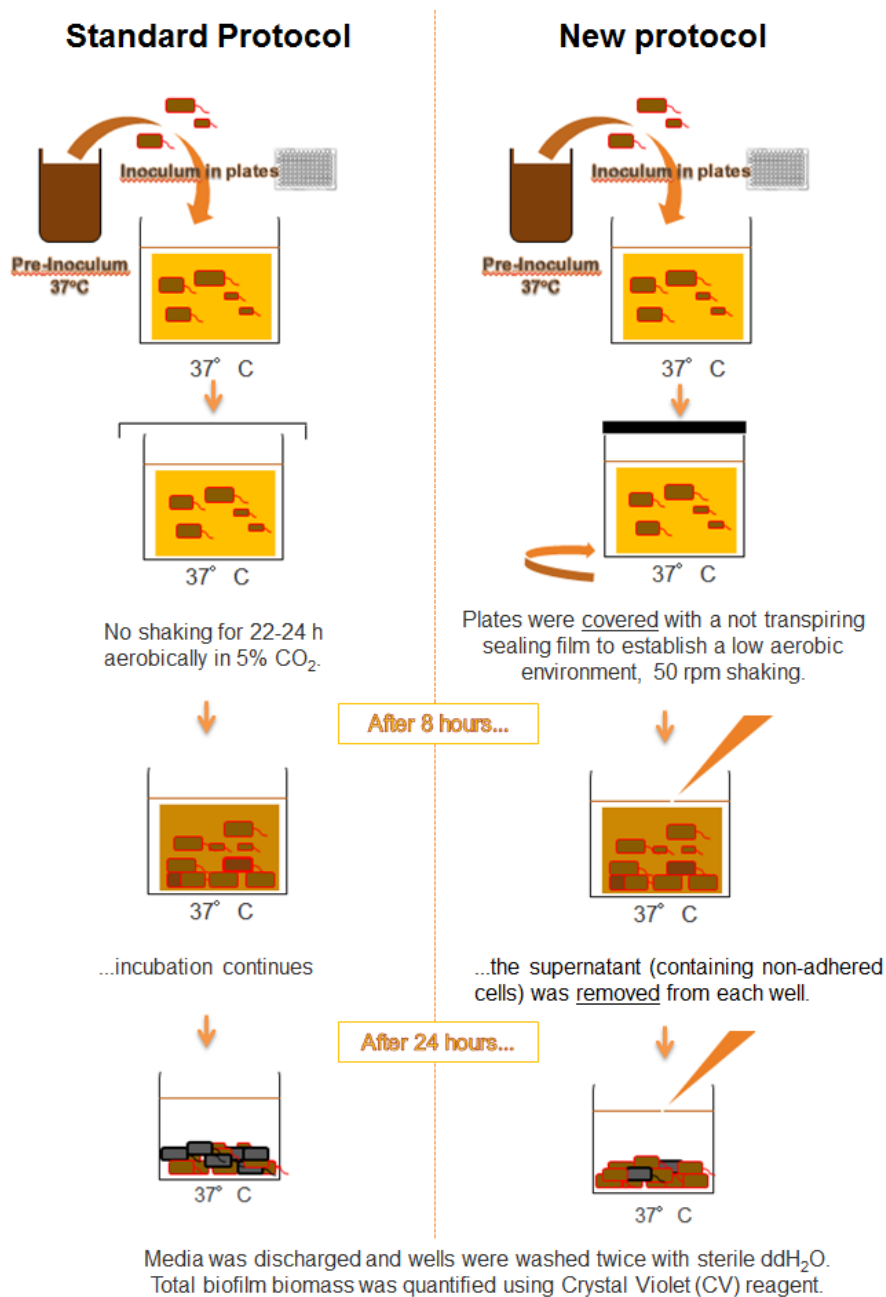 Standard Protocol
New protocol
Inoculum in plates
Pre-Inoculum
37ºC
37° C
Inoculum in plates
Pre-Inoculum
37ºC
37° C
37° C
No shaking for 22-24 h
aerobically in 5% CO₂.
37° C
Plates were covered with a not transpiring
sealing film to establish a low aerobic
environment, 50 rpm shaking.
After 8 hours...
37° C
...incubation continues
37° C
...the supernatant (containing non-adhered
cells) was removed from each well.
After 24 hours...
37° C
37° C
Media was discharged and wells were washed twice with sterile ddH₂O.
Total biofilm biomass was quantified using Crystal Violet (CV) reagent.